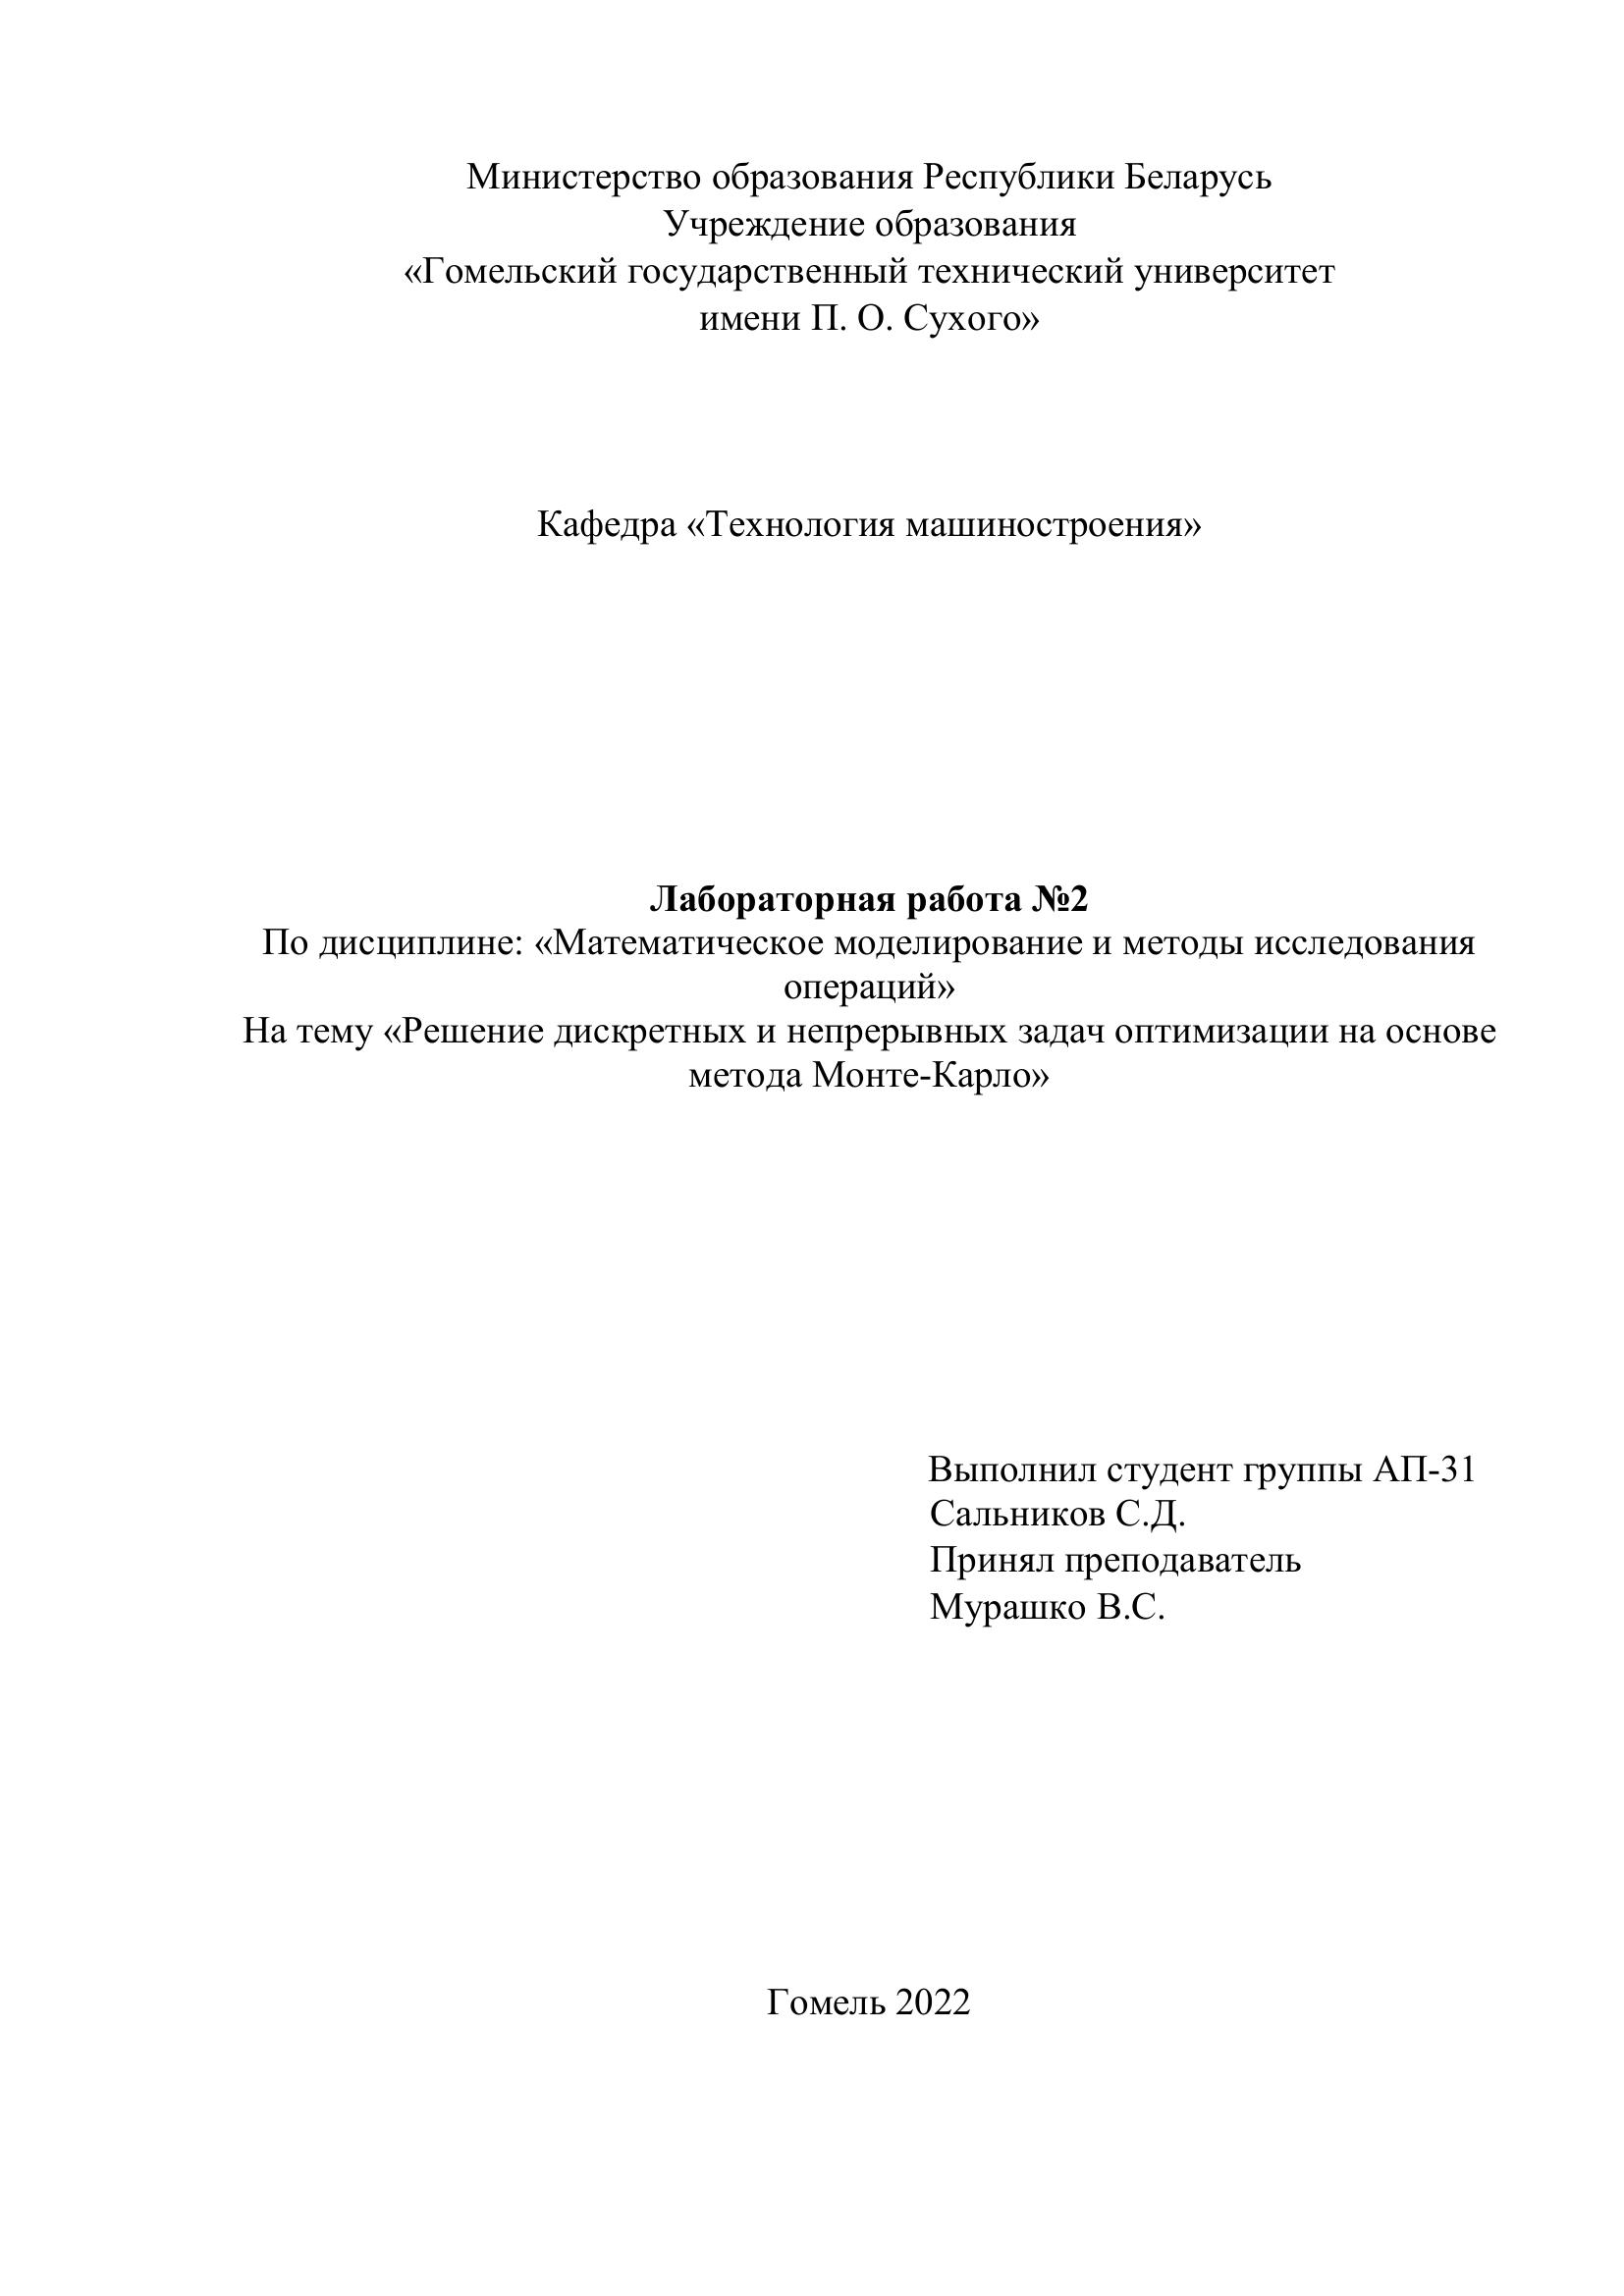 Министерство образования Республики Беларусь
Учреждение образования
«Гомельский государственный технический университет
имени П. О. Сухого»
Кафедра «Технология машиностроения»
Лабораторная работа №2
По дисциплине: «Математическое моделирование и методы исследования
операций»
На тему «Решение дискретных и непрерывных задач оптимизации на основе
метода Монте-Карло»
Выполнил студент группы АП-31
Сальников С.Д.
Принял преподаватель
Мурашко В.С.
Гомель 2022